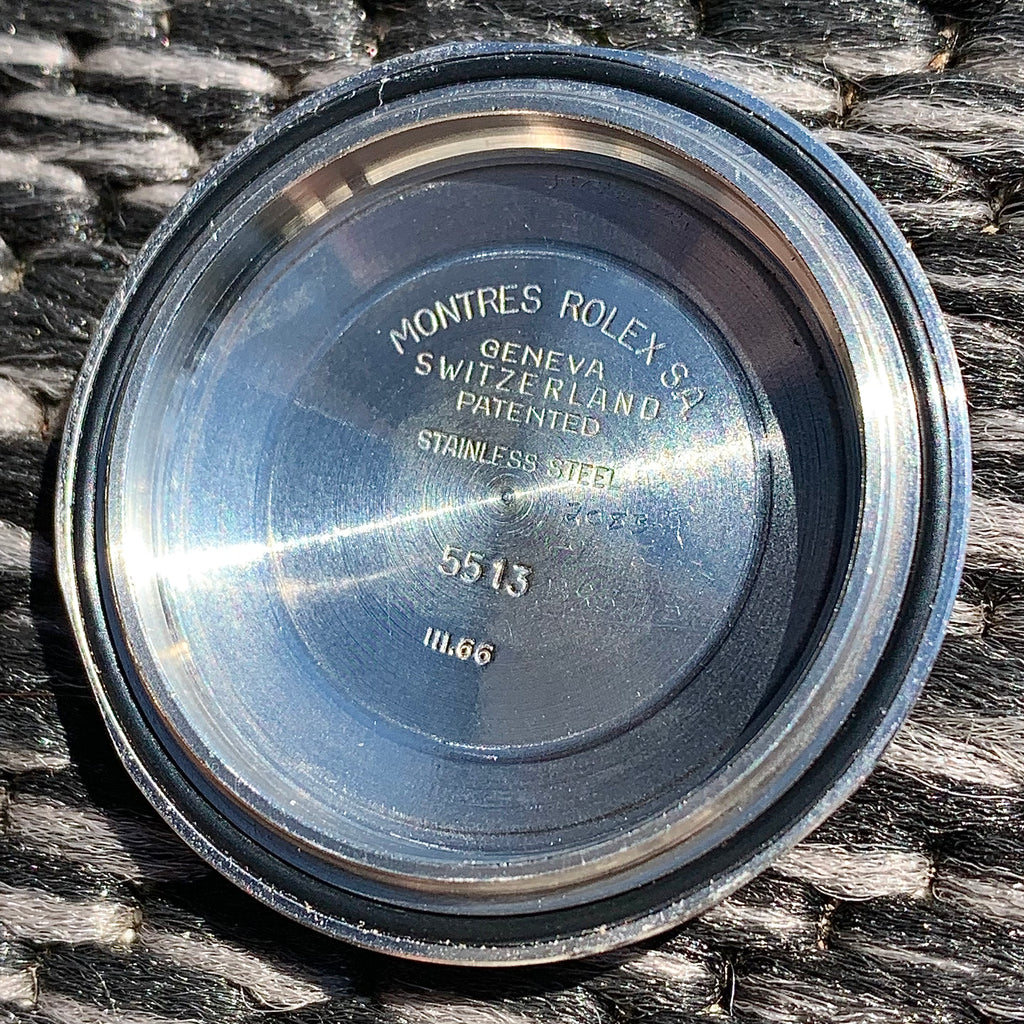 MONTRES ROLEX S.A
GENEVA
SWITZERLAND
PATENTED
STAINLESS STEEL
5513
III.66